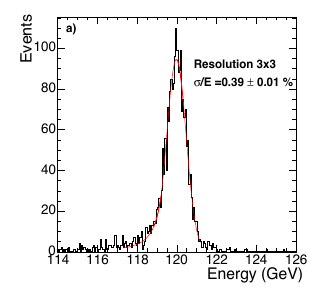 a)
Events
100
80
60
40
20
0
Resolution 3x3
σ/E =0.39 ± 0.01 %
114 116 118 120 122 124 126
Energy (GeV)